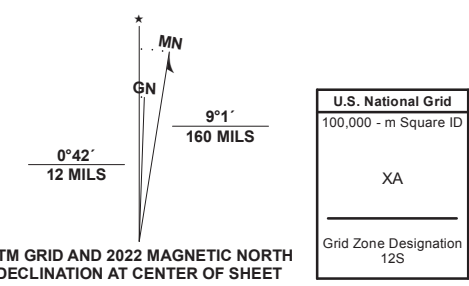 ★
MN
GN
9°1´
160 MILS
0°42´
12 MILS
TM GRID AND 2022 MAGNETIC NORTH
DECLINATION AT CENTER OF SHEET
U.S. National Grid
100,000 - m Square ID
XA
Grid Zone Designation
12S